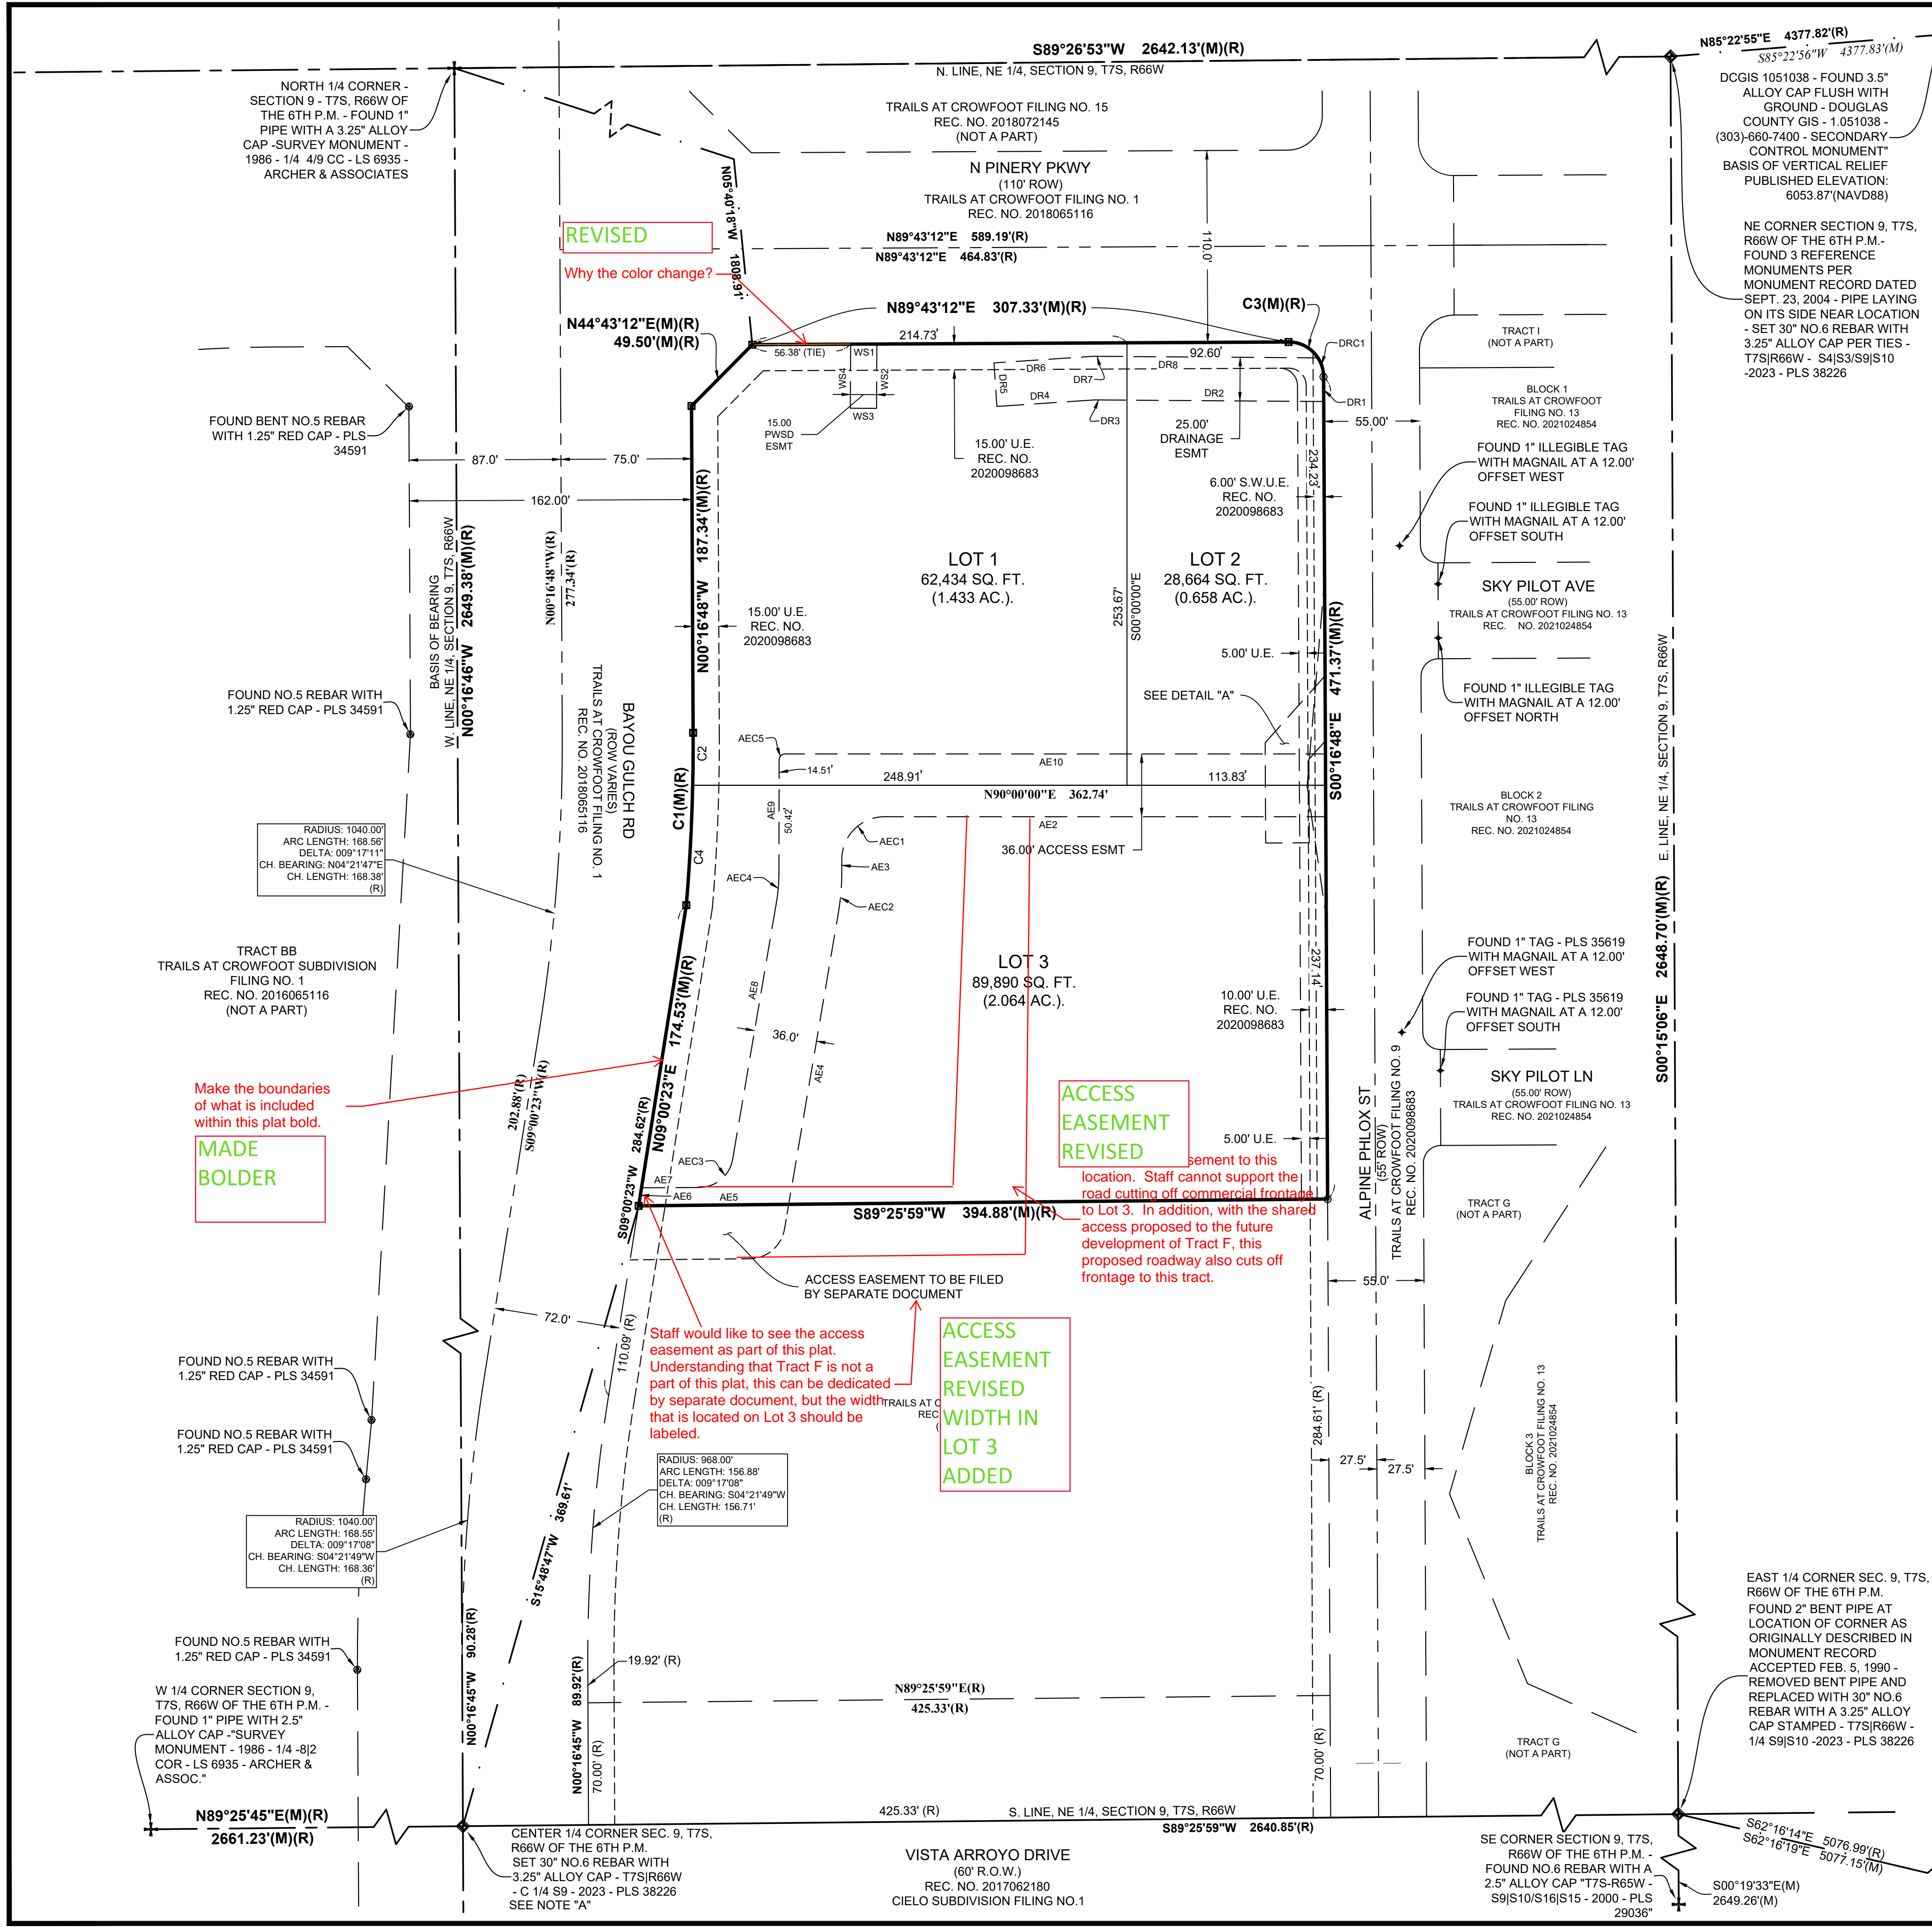 S89°26'53"W 2642.13'(M)(R)
N. LINE, NE 1/4, SECTION 9, T7S, R66W
N85°22'55"E 4377.82'(R)
S85°22'56"W 4377.83'(M)
NORTH 1/4 CORNER -
SECTION 9 - T7S, R66W OF
THE 6TH P.M. - FOUND 1"
PIPE WITH A 3.25" ALLOY
CAP -SURVEY MONUMENT -
1986 - 1/4 4/9 CC - LS 6935 -
ARCHER & ASSOCIATES
TRAILS AT CROWFOOT FILING NO. 15
REC. NO. 2018072145
(NOT A PART)
N PINERY PKWY
(110' ROW)
TRAILS AT CROWFOOT FILING NO. 1
REC. NO. 2018065116
DCGIS 1051038 - FOUND 3.5"
ALLOY CAP FLUSH WITH
GROUND - DOUGLAS
COUNTY GIS - 1.051038 -
(303)-660-7400 - SECONDARY
CONTROL MONUMENT"
BASIS OF VERTICAL RELIEF
PUBLISHED ELEVATION:
6053.87'(NAVD88)
NE CORNER SECTION 9, T7S,
R66W OF THE 6TH P.M.-
FOUND 3 REFERENCE
MONUMENTS PER
MONUMENT RECORD DATED
SEPT. 23, 2004 - PIPE LAYING
ON ITS SIDE NEAR LOCATION
- SET 30" NO.6 REBAR WITH
3.25" ALLOY CAP PER TIES -
T7S|R66W - S4|S3/S9|S10
-2023 - PLS 38226
N05°40'18"W 1808.91'
REVISED
Why the color change?
N89°43'12"E 589.19'(R)
N89°43'12"E 464.83'(R)
110.0'
N89°43'12"E 307.33'(M)(R)
C3(M)(R)
N44°43'12"E(M)(R)
49.50'(M)(R)
214.73'
56.38' (TIE)
WS1
WS2
WS3
WS4
92.60'
DRC1
DR1
DR2
DR3
DR4
DR5
DR6
DR7
DR8
TRACT I
(NOT A PART)
BLOCK 1
TRAILS AT CROWFOOT
FILING NO. 13
REC. NO. 2021024854
FOUND BENT NO.5 REBAR
WITH 1.25" RED CAP - PLS
34591
87.0'
75.0'
162.00'
15.00
PWSD
ESMT
15.00' U.E.
REC. NO.
2020098683
25.00'
DRAINAGE
ESMT
55.00'
6.00' S.W.U.E.
REC. NO.
2020098683
234.23'
FOUND 1" ILLEGIBLE TAG
WITH MAGNAIL AT A 12.00'
OFFSET WEST
FOUND 1" ILLEGIBLE TAG
WITH MAGNAIL AT A 12.00'
OFFSET SOUTH
BASIS OF BEARING
W. LINE, NE 1/4, SECTION 9, T7S, R66W
N00°16'46"W 2649.38'(M)(R)
N00°16'48"W(R)
277.34'(R)
N00°16'48"W 187.34'(M)(R)
LOT 1
62,434 SQ. FT.
(1.433 AC.).
LOT 2
28,664 SQ. FT.
(0.658 AC.).
253.67'
S00°00'00"E
SKY PILOT AVE
(55.00' ROW)
TRAILS AT CROWFOOT FILING NO. 13
REC. NO. 2021024854
15.00' U.E.
REC. NO.
2020098683
5.00' U.E.
S00°16'48"E 471.37'(M)(R)
SEE DETAIL "A"
FOUND NO.5 REBAR WITH
1.25" RED CAP - PLS 34591
FOUND 1" ILLEGIBLE TAG
WITH MAGNAIL AT A 12.00'
OFFSET NORTH
E. LINE, NE 1/4, SECTION 9, T7S, R66W
S00°15'06"E 2648.70'(M)(R)
BAYOU GULCH RD
(ROW VARIES)
TRAILS AT CROWFOOT FILING NO. 1
REC. NO. 2018065116
C2
C1(M)(R)
C4
AEC5
14.51'
248.91'
AE10
113.83'
N90°00'00"E 362.74'
AE9
50.42'
AE2
AEC1
AE3
36.00' ACCESS ESMT
AEC4
AEC2
BLOCK 2
TRAILS AT CROWFOOT FILING
NO. 13
REC. NO. 2021024854
RADIUS: 1040.00'
ARC LENGTH: 168.56'
DELTA: 009°17'11"
CH. BEARING: N04°21'47"E
CH. LENGTH: 168.38'
(R)
TRACT BB
TRAILS AT CROWFOOT SUBDIVISION
FILING NO. 1
REC. NO. 2016065116
(NOT A PART)
LOT 3
89,890 SQ. FT.
(2.064 AC.).
237.14'
10.00' U.E.
REC. NO.
2020098683
FOUND 1" TAG - PLS 35619
WITH MAGNAIL AT A 12.00'
OFFSET WEST
FOUND 1" TAG - PLS 35619
WITH MAGNAIL AT A 12.00'
OFFSET SOUTH
AE8
36.0'
AE4
N09°00'23"E 174.53'(M)(R)
SKY PILOT LN
(55.00' ROW)
TRAILS AT CROWFOOT FILING NO. 13
REC. NO. 2021024854
Make the boundaries
of what is included
within this plat bold.
MADE
BOLDER
202.88'(R)
S09°00'23"W(R)
S09°00'23"W 284.62'(R)
ACCESS
EASEMENT
REVISED
5.00' U.E.
sement to this
location. Staff cannot support the
road cutting off commercial frontage
to Lot 3. In addition, with the shared
access proposed to the future
development of Tract F, this
proposed roadway also cuts off
frontage to this tract.
ALPINE PHLOX ST
(55' ROW)
TRAILS AT CROWFOOT FILING NO. 9
REC. NO. 2020098683
AEC3
AE7
AE6
AE5
S89°25'59"W 394.88'(M)(R)
TRACT G
(NOT A PART)
55.0'
ACCESS EASEMENT TO BE FILED
BY SEPARATE DOCUMENT
72.0'
110.09' (R)
Staff would like to see the access
easement as part of this plat.
Understanding that Tract F is not a
part of this plat, this can be dedicated
by separate document, but the width
that is located on Lot 3 should be
labeled.
ACCESS
EASEMENT
REVISED
WIDTH IN
LOT 3
ADDED
TRAILS AT C
REC
(
FOUND NO.5 REBAR WITH
1.25" RED CAP - PLS 34591
FOUND NO.5 REBAR WITH
1.25" RED CAP - PLS 34591
284.61' (R)
27.5'
27.5'
BLOCK 3
TRAILS AT CROWFOOT FILING NO. 13
REC. NO. 2021024854
RADIUS: 968.00'
ARC LENGTH: 156.88'
DELTA: 009°17'08"
CH. BEARING: S04°21'49"W
CH. LENGTH: 156.71'
(R)
RADIUS: 1040.00'
ARC LENGTH: 168.55'
DELTA: 009°17'08"
CH. BEARING: S04°21'49"W
CH. LENGTH: 168.36'
(R)
S15°48'47"W 369.61'
EAST 1/4 CORNER SEC. 9, T7S,
R66W OF THE 6TH P.M.
FOUND 2" BENT PIPE AT
LOCATION OF CORNER AS
ORIGINALLY DESCRIBED IN
MONUMENT RECORD
ACCEPTED FEB. 5, 1990 -
REMOVED BENT PIPE AND
REPLACED WITH 30" NO.6
REBAR WITH A 3.25" ALLOY
CAP STAMPED - T7S|R66W -
1/4 S9|S10 -2023 - PLS 38226
FOUND NO.5 REBAR WITH
1.25" RED CAP - PLS 34591
N00°16'45"W 90.28'(R)
19.92' (R)
N00°16'45"W 89.92'(R)
70.00' (R)
N89°25'59"E(R)
425.33'(R)
70.00' (R)
TRACT G
(NOT A PART)
W 1/4 CORNER SECTION 9,
T7S, R66W OF THE 6TH P.M. -
FOUND 1" PIPE WITH 2.5"
ALLOY CAP -"SURVEY
MONUMENT - 1986 - 1/4 -8|2
COR - LS 6935 - ARCHER &
ASSOC."
N89°25'45"E(M)(R)
2661.23'(M)(R)
425.33' (R)
S. LINE, NE 1/4, SECTION 9, T7S, R66W
S89°25'59"W 2640.85'(R)
CENTER 1/4 CORNER SEC. 9, T7S,
R66W OF THE 6TH P.M.
SET 30" NO.6 REBAR WITH
3.25" ALLOY CAP - T7S|R66W
- C 1/4 S9 - 2023 - PLS 38226
SEE NOTE "A"
VISTA ARROYO DRIVE
(60' R.O.W.)
REC. NO. 2017062180
CIELO SUBDIVISION FILING NO.1
SE CORNER SECTION 9, T7S,
R66W OF THE 6TH P.M. -
FOUND NO.6 REBAR WITH A
2.5" ALLOY CAP "T7S-R65W -
S9|S10/S16|S15 - 2000 - PLS
29036"
S62°16'14"E 5076.99'(R)
S62°16'19"E 5077.15'(M)
S00°19'33"E(M)
2649.26'(M)